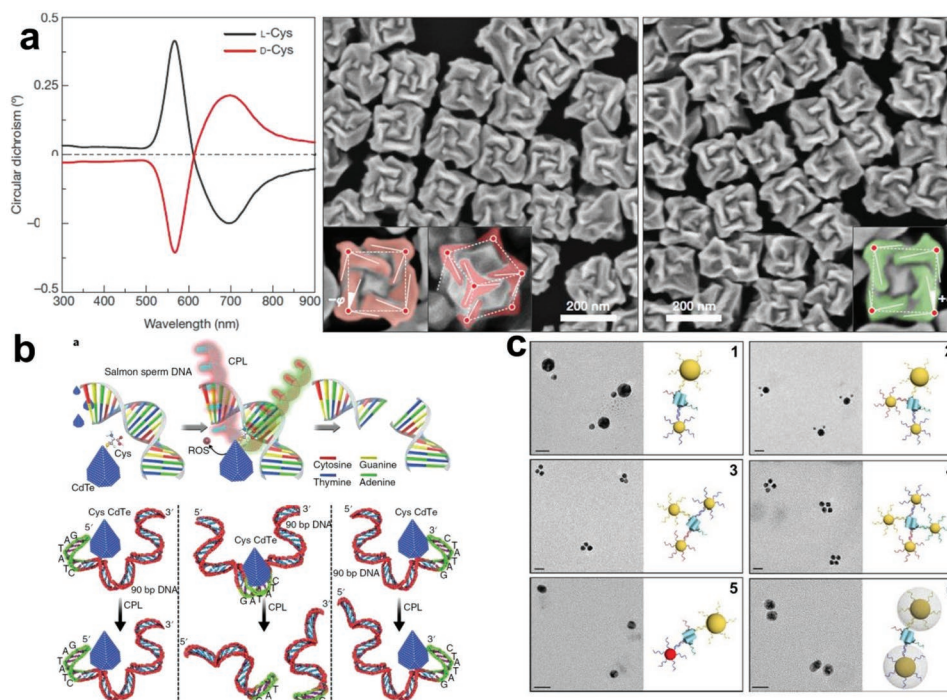 a
0.5
0.25
0
–0
–0.5
Circular dichroism (°)
L-Cys
D-Cys
300 400 500 600 700 800 900
Wavelength (nm)
–φ
200 nm
200 nm
+
b
a
Salmon sperm DNA
CPL
Cys
CdTe
ROS
Cytosine
Guanine
Thymine
Adenine
Cys CdTe
5′
3′
G
A
T
A
T
C
90 bp DNA
CPL
5′
3′
G
A
T
A
T
C
90 bp DNA
3′
Cys CdTe
G A T A T C
CPL
5′
3′
G A T
Cys CdTe
5′
3′
C
T
A
T
A
G
90 bp DNA
CPL
5′
3′
C
T
A
T
A
G
c
1
2
3
5